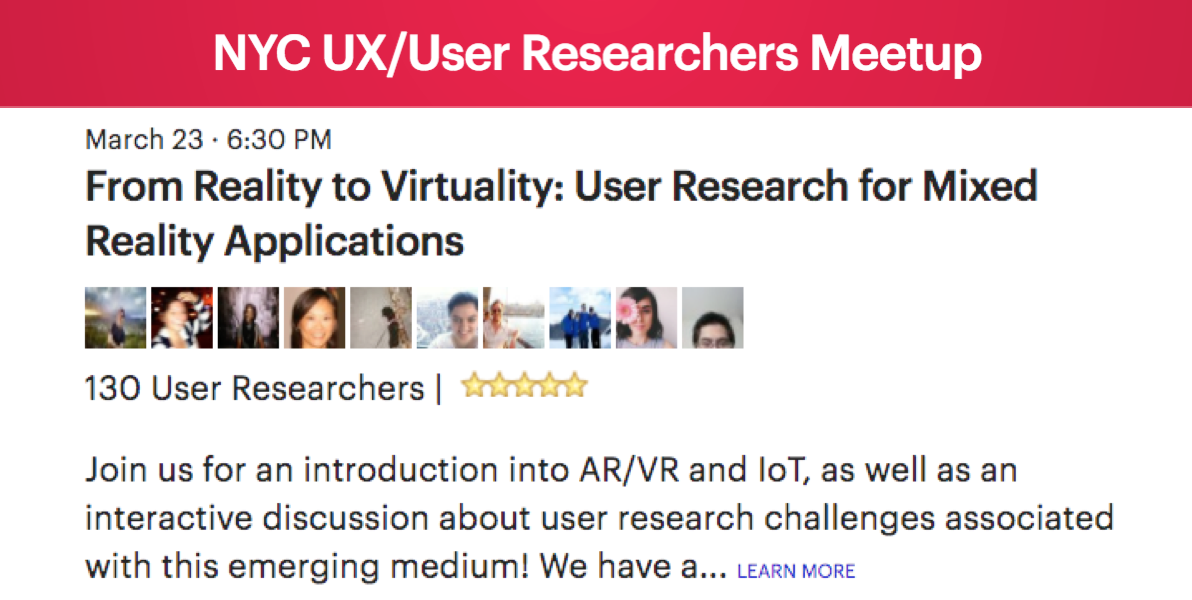 NYC UX/User Researchers Meetup
March 23 · 6:30 PM
From Reality to Virtuality: User Research for Mixed
Reality Applications
130 User Researchers |
Join us for an introduction into AR/VR and IoT, as well as an
interactive discussion about user research challenges associated
with this emerging medium! We have a... LEARN MORE